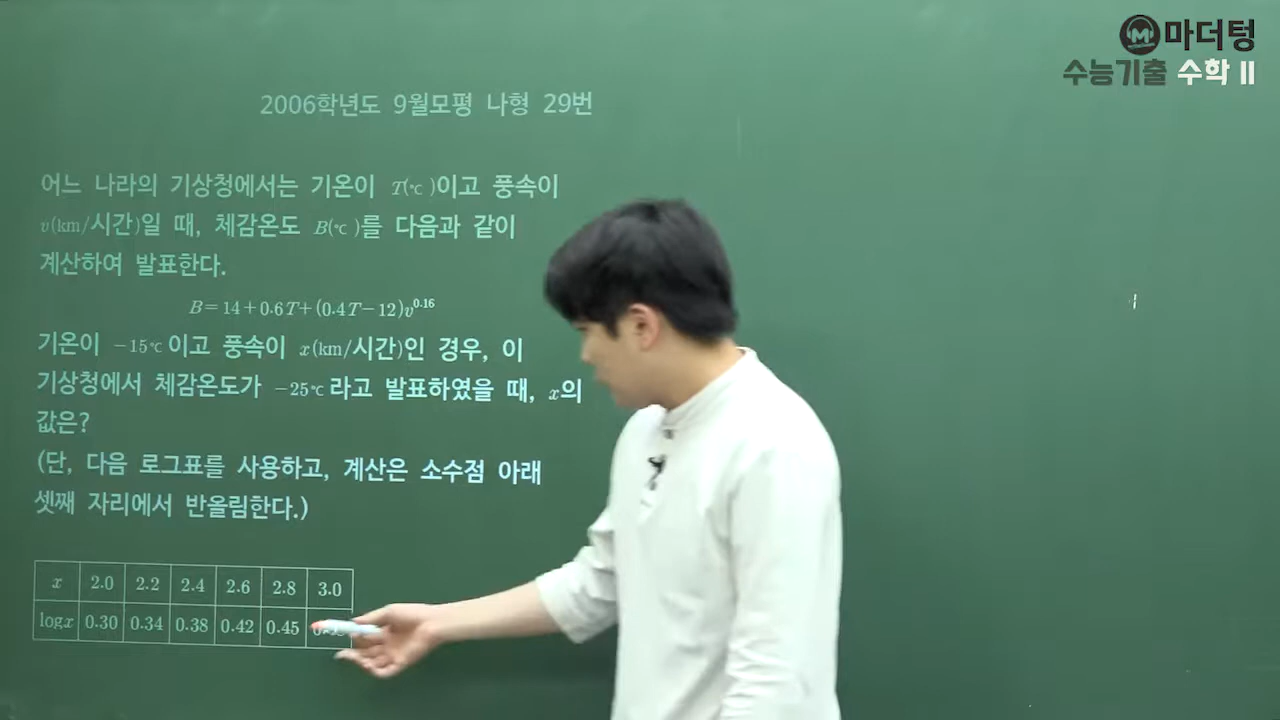 마더텅
수능기출 수학 II
2006학년도 9월모평 나형 29번
어느 나라의 기상청에서는 기온이 T(℃)이고 풍속이
v(km/시간)일 때, 체감온도 B(℃)를 다음과 같이
계산하여 발표한다.
B=14+0.6T+(0.4T-12)v^0.16
기온이 -15℃이고 풍속이 x(km/시간)인 경우, 이
기상청에서 체감온도가 -25℃라고 발표하였을 때, x의
값은?
(단, 다음 로그표를 사용하고, 계산은 소수점 아래
셋째 자리에서 반올림한다.)
x 2.0 2.2 2.4 2.6 2.8 3.0
logx 0.30 0.34 0.38 0.42 0.45